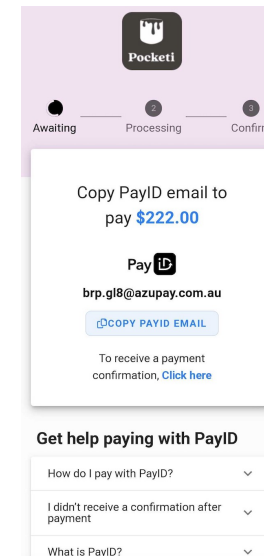 Pocketi
2
3
Awaiting
Processing
Confirm
Copy PayID email to
pay $222.00
Pay iD
brp.gl8@azupay.com.au
COPY PAYID EMAIL
To receive a payment
confirmation, Click here
Get help paying with PayID
How do I pay with PayID?
I didn't receive a confirmation after
payment
What is PayID?